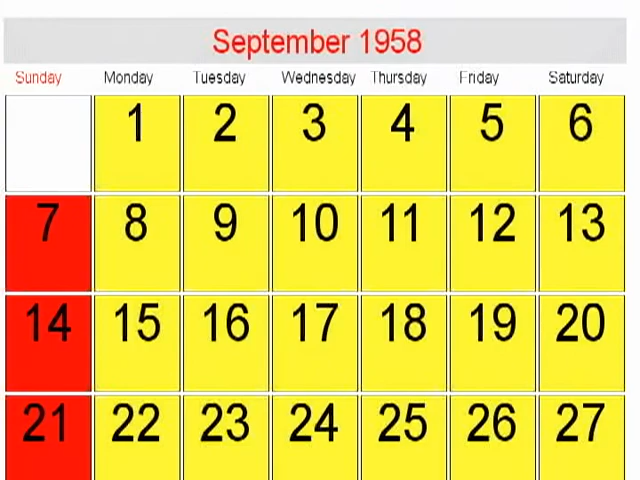 September 1958
Sunday Monday Tuesday Wednesday Thursday Friday Saturday
1 2 3 4 5 6
7 8 9 10 11 12 13
14 15 16 17 18 19 20
21 22 23 24 25 26 27